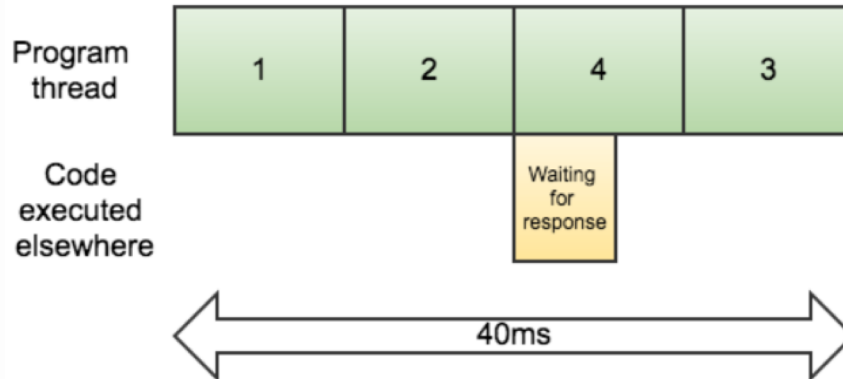 Program
thread
1
2
4
3
Code
executed
elsewhere
Waiting
for
response
40ms